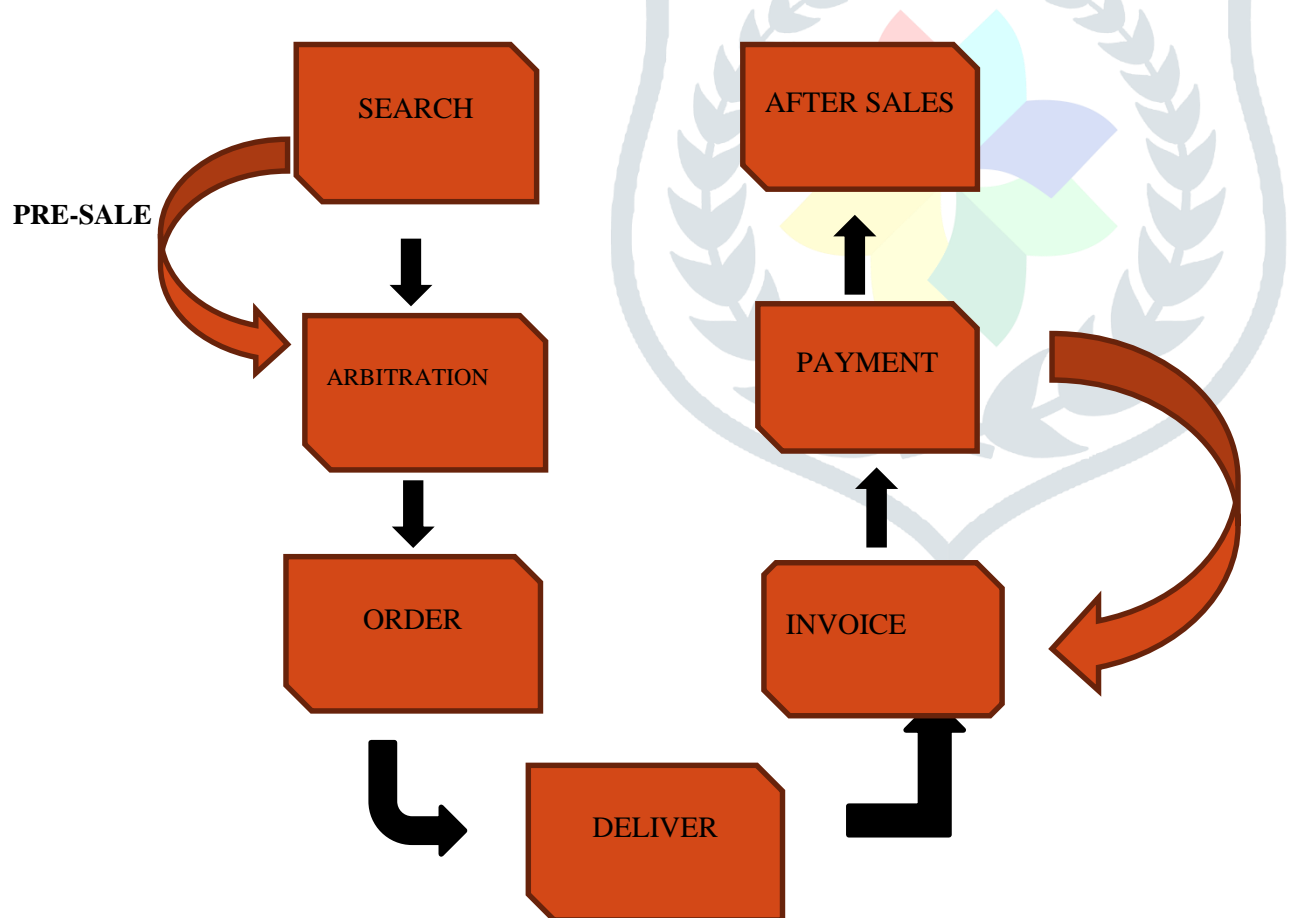 SEARCH
AFTER SALES
PRE-SALE
ARBITRATION
PAYMENT
ORDER
INVOICE
DELIVER